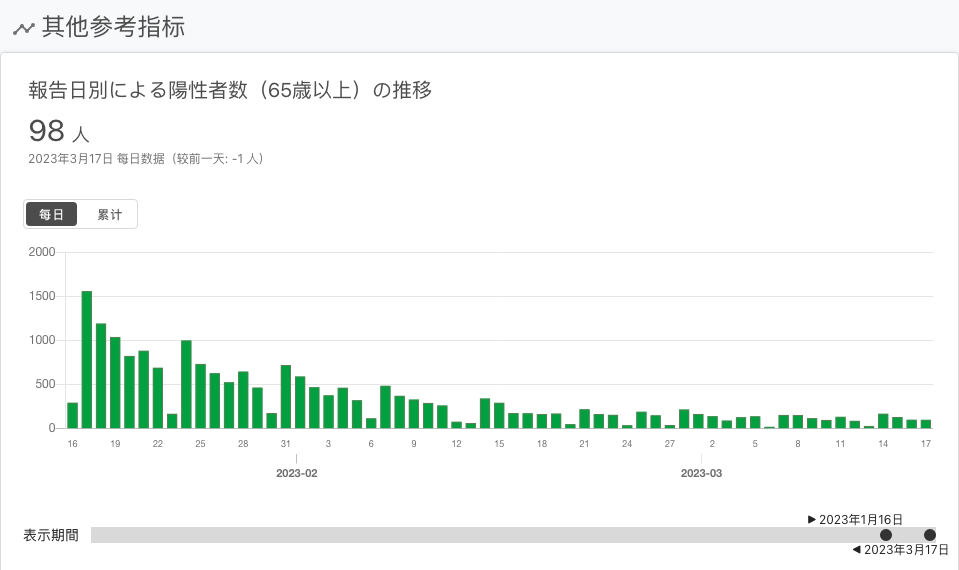 其他参考指标
報告日別による陽性者数（65歳以上）の推移
98 人
2023年3月17日 每日数据（较前一天: -1 人）
每日 累计
2000
1500
1000
500
0
16 19 22 25 28 31 3 6 9 12 15 18 21 24 27 2 5 8 11 14 17
2023-02 2023-03
▶ 2023年1月16日
表示期間
◀ 2023年3月17日